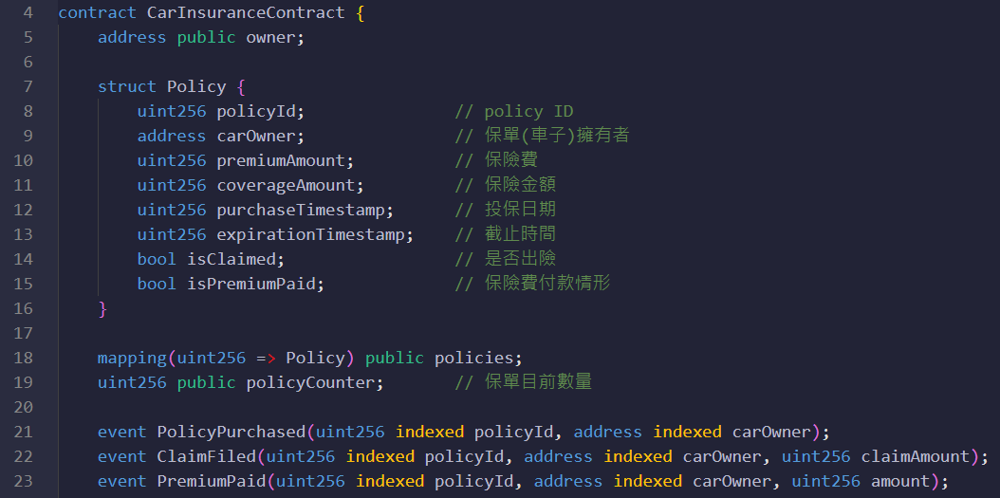 4 contract CarInsuranceContract {
5 address public owner;
6
7 struct Policy {
8 uint256 policyId; // policy ID
9 address carOwner; // 保單(車子)擁有者
10 uint256 premiumAmount; // 保險費
11 uint256 coverageAmount; // 保險金額
12 uint256 purchaseTimestamp; // 投保日期
13 uint256 expirationTimestamp; // 截止時間
14 bool isClaimed; // 是否出險
15 bool isPremiumPaid; // 保險費付款情形
16 }
17
18 mapping(uint256 => Policy) public policies;
19 uint256 public policyCounter; // 保單目前數量
20
21 event PolicyPurchased(uint256 indexed policyId, address indexed carOwner);
22 event ClaimFiled(uint256 indexed policyId, address indexed carOwner, uint256 claimAmount);
23 event PremiumPaid(uint256 indexed policyId, address indexed carOwner, uint256 amount);